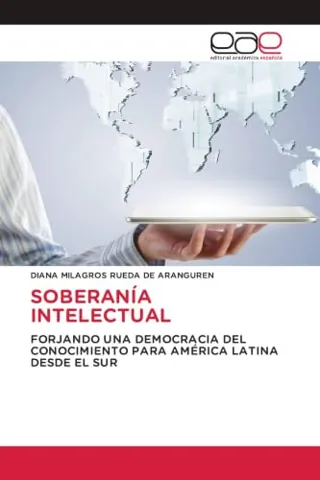 eae
editorial académica española
DIANA MILAGROS RUEDA DE ARANGUREN
SOBERANÍA
INTELECTUAL
FORJANDO UNA DEMOCRACIA DEL
CONOCIMIENTO PARA AMÉRICA LATINA
DESDE EL SUR